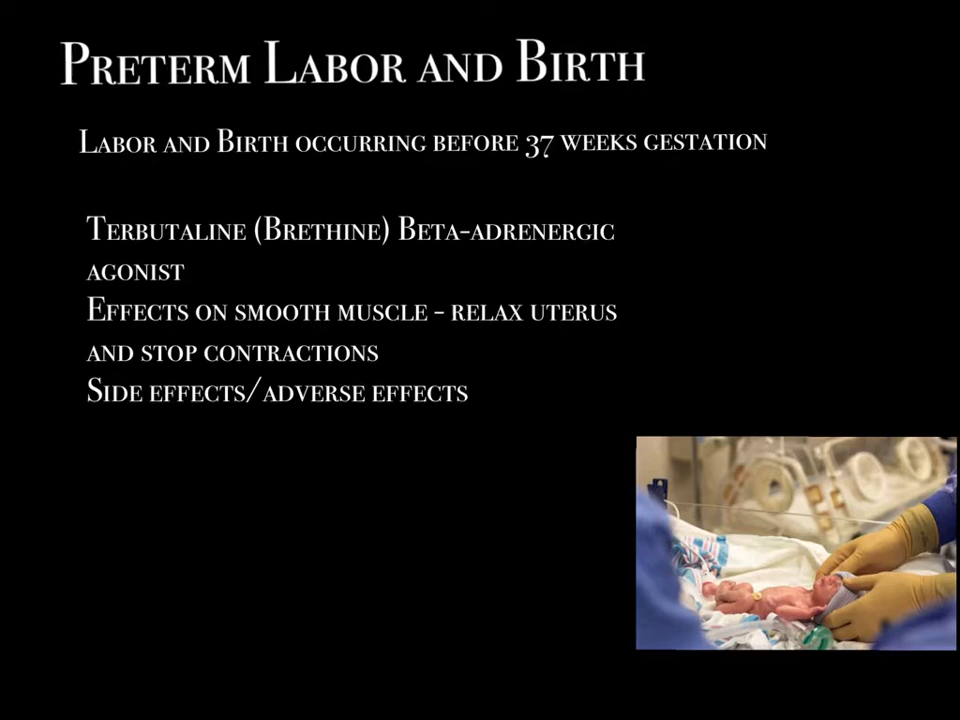 Preterm Labor and Birth
Labor and Birth occurring before 37 weeks gestation
Terbutaline (Brethine) Beta-adrenergic
agonist
Effects on smooth muscle - relax uterus
and stop contractions
Side effects/adverse effects